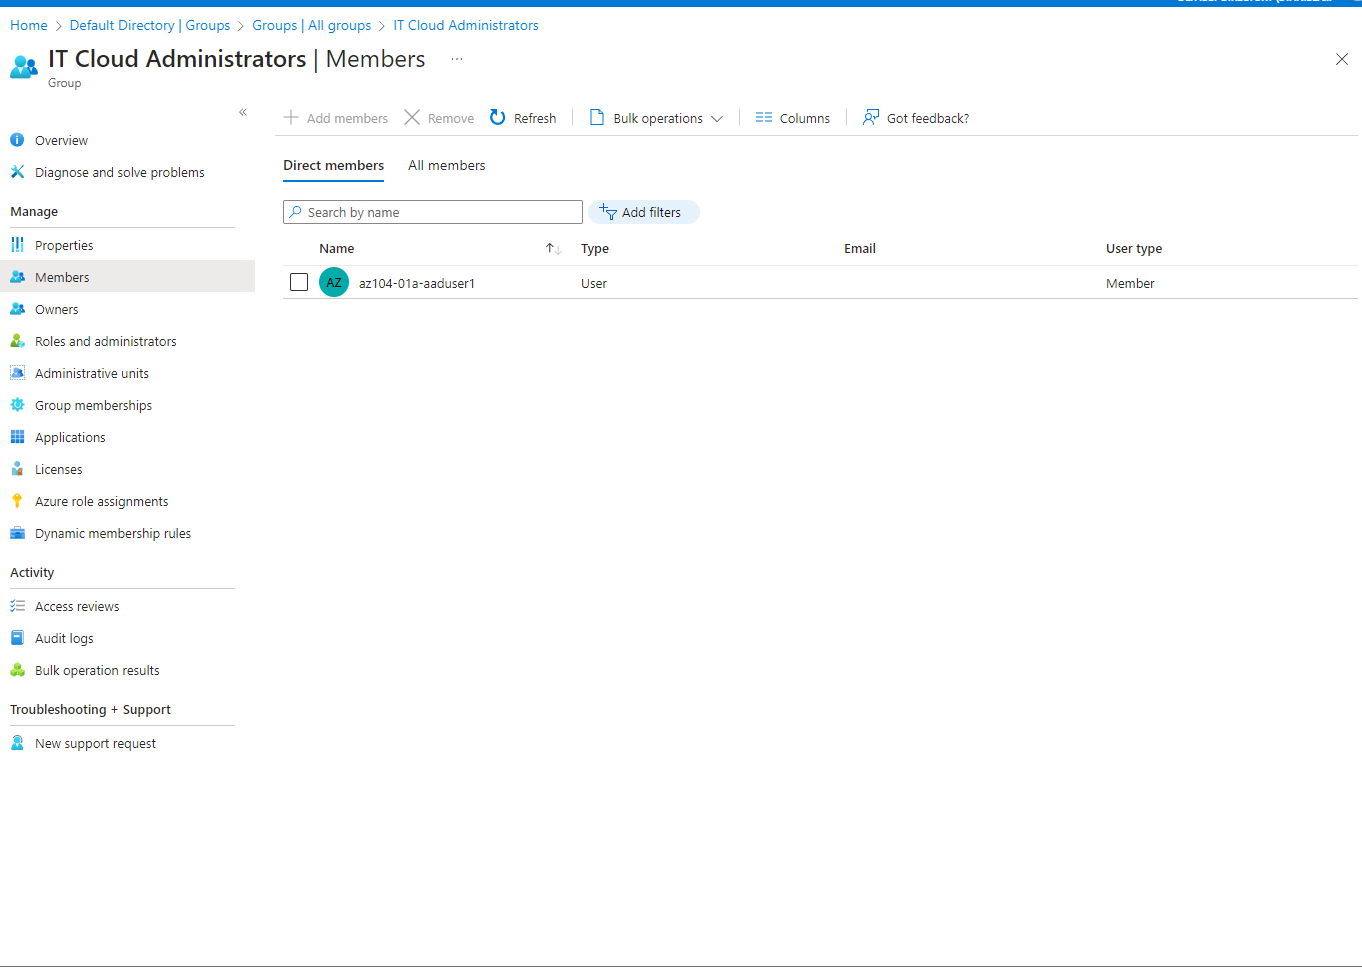 Home > Default Directory | Groups > Groups | All groups > IT Cloud Administrators
IT Cloud Administrators | Members ...
Group
«
Add members Remove Refresh Bulk operations Columns Got feedback?
Direct members All members
Search by name Add filters
Name ↑↓ Type Email User type
AZ az104-01a-aaduser1 User Member
Overview
Diagnose and solve problems
Manage
Properties
Members
Owners
Roles and administrators
Administrative units
Group memberships
Applications
Licenses
Azure role assignments
Dynamic membership rules
Activity
Access reviews
Audit logs
Bulk operation results
Troubleshooting + Support
New support request